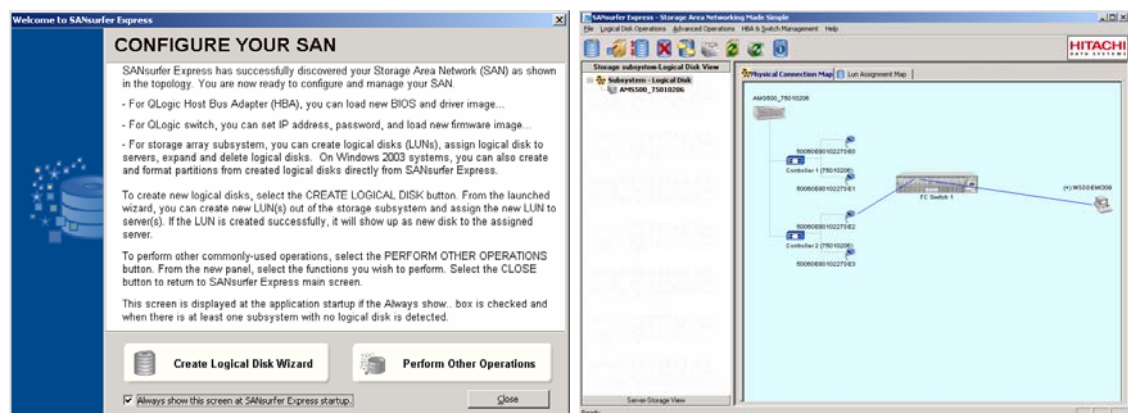 Welcome to SANsurfer Express
CONFIGURE YOUR SAN
SANsurfer Express has successfully discovered your Storage Area Network (SAN) as shown
in the topology. You are now ready to configure and manage your SAN.
- For QLogic Host Bus Adapter (HBA), you can load new BIOS and driver image...
- For QLogic switch, you can set IP address, password, and load new firmware image...
- For storage array subsystem, you can create logical disks (LUNs), assign logical disk to
servers, expand and delete logical disks. On Windows 2003 systems, you can also create
and format partitions from created logical disks directly from SANsurfer Express.
To create new logical disks, select the CREATE LOGICAL DISK button. From the launched
wizard, you can create new LUN(s) out of the storage subsystem and assign the new LUN to
server(s). If the LUN is created successfully, it will show up as new disk to the assigned
server.
To perform other commonly-used operations, select the PERFORM OTHER OPERATIONS
button. From the new panel, select the functions you wish to perform. Select the CLOSE
button to return to SANsurfer Express main screen.
This screen is displayed at the application startup if the Always show.. box is checked and
when there is at least one subsystem with no logical disk is detected.
Create Logical Disk Wizard
Perform Other Operations
Always show this screen at SANsurfer Express startup.
Close
SANsurfer Express - Storage Area Networking Made Simple
File Logical Disk Operations Advanced Operations HBA & Switch Management Help
HITACHI
DATA SYSTEMS
Storage subsystem-Logical Disk View
Subsystem - Logical Disk
AMS500_75010206
Physical Connection Map
Lun Assignment Map
AMS500_75010206
50060E80102270E0
Controller 1 (75010206)
50060E80102270E1
FC Switch 1
50060E80102270E2
Controller 2 (75010206)
50060E80102270E3
Server-Storage View
Ready